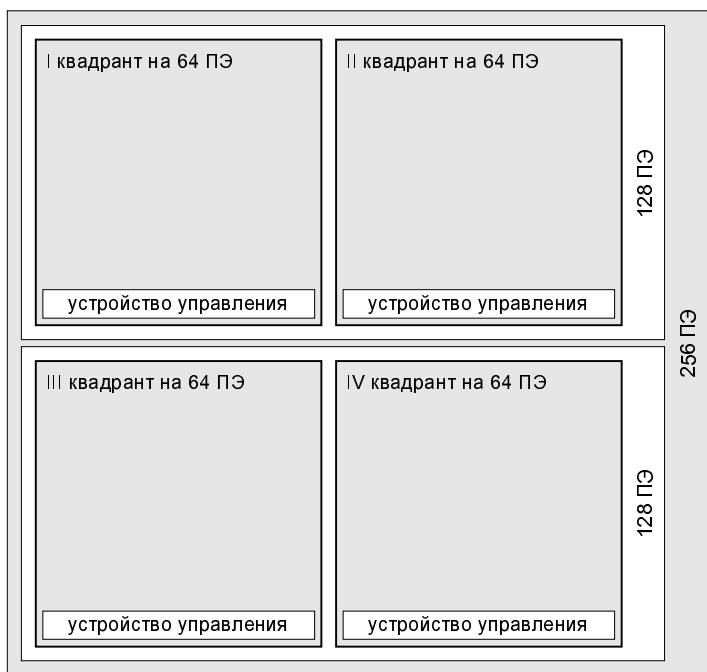 I квадрант на 64 ПЭ
II квадрант на 64 ПЭ
128 ПЭ
устройство управления
устройство управления
256 ПЭ
III квадрант на 64 ПЭ
IV квадрант на 64 ПЭ
128 ПЭ
устройство управления
устройство управления